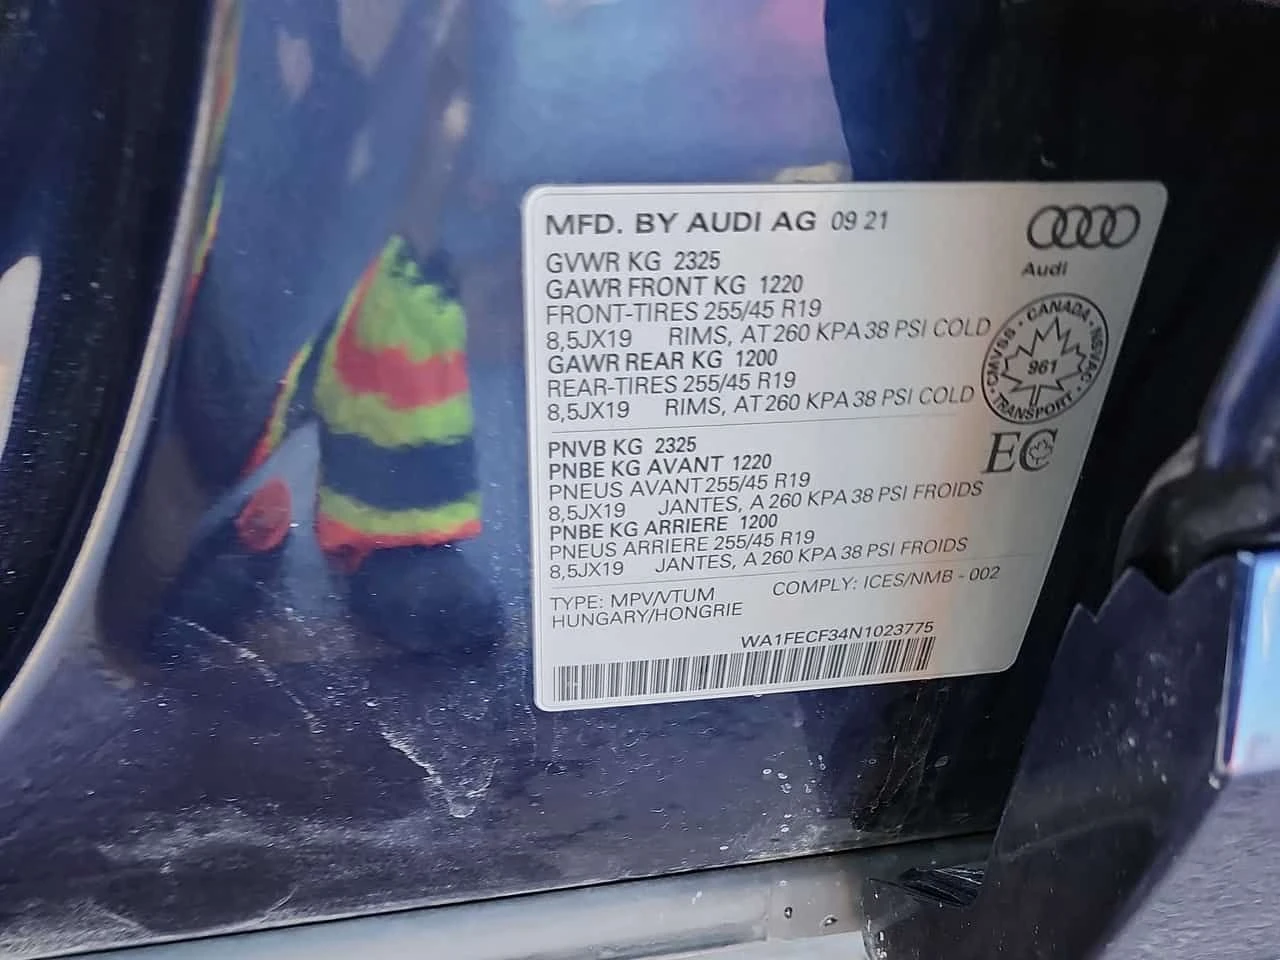 MFD. BY AUDI AG 09 21
Audi
GVWR KG 2325
GAWR FRONT KG 1220
FRONT-TIRES 255/45 R19
8,5JX19 RIMS, AT 260 KPA 38 PSI COLD
GAWR REAR KG 1200
REAR-TIRES 255/45 R19
8,5JX19 RIMS, AT 260 KPA 38 PSI COLD
CMVSS · CANADA · NSVAC · TRANSPORT
961
EC
PNVB KG 2325
PNBE KG AVANT 1220
PNEUS AVANT 255/45 R19
8,5JX19 JANTES, A 260 KPA 38 PSI FROIDS
PNBE KG ARRIERE 1200
PNEUS ARRIERE 255/45 R19
8,5JX19 JANTES, A 260 KPA 38 PSI FROIDS
TYPE: MPV/VTUM COMPLY: ICES/NMB - 002
HUNGARY/HONGRIE
WA1FECF34N1023775